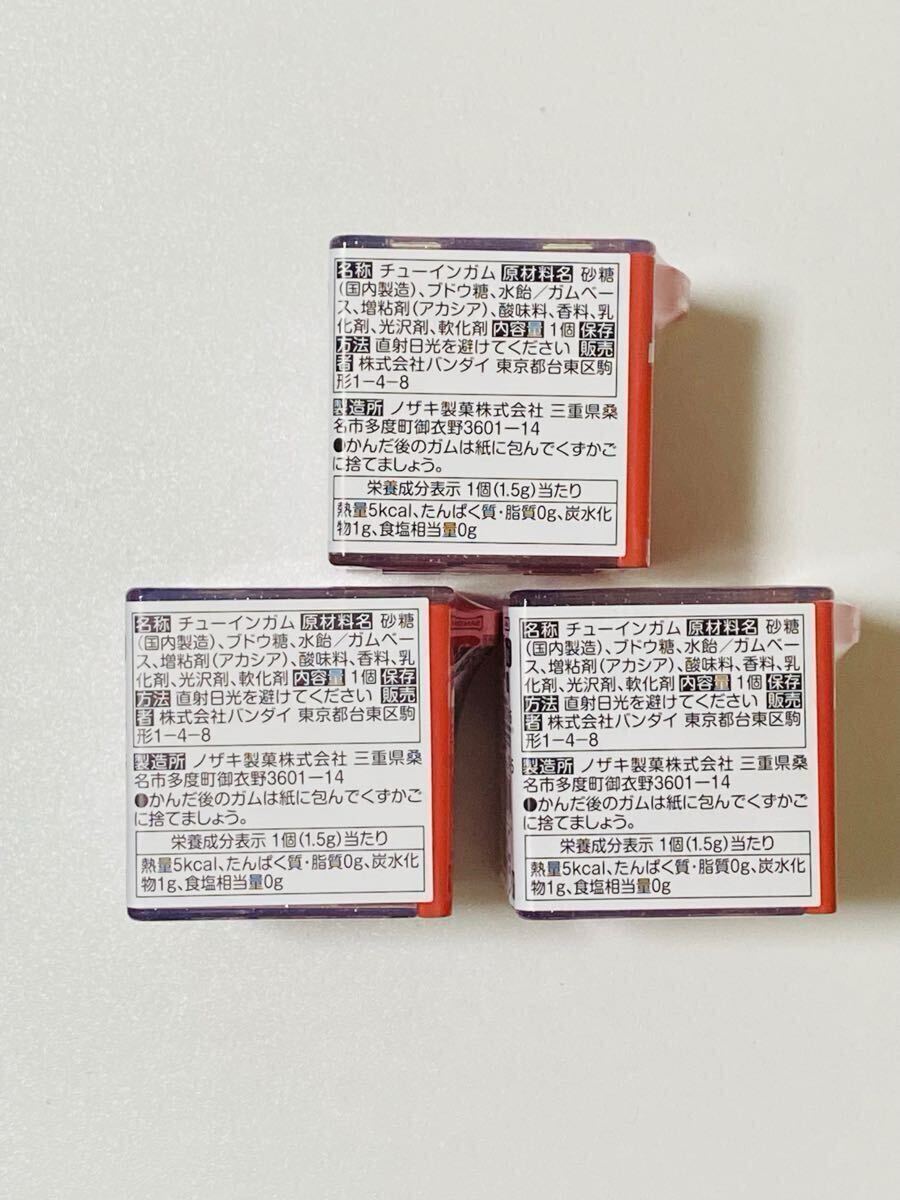 名称 チューインガム 原材料名 砂糖
(国内製造)、ブドウ糖、水飴／ガムベー
ス、増粘剤(アカシア)、酸味料、香料、乳
化剤、光沢剤、軟化剤 内容量 1個 保存
方法 直射日光を避けてください 販売
者 株式会社バンダイ 東京都台東区駒
形1-4-8
製造所 ノザキ製菓株式会社 三重県桑
名市多度町御衣野3601-14
●かんだ後のガムは紙に包んでくずかご
に捨てましょう。
栄養成分表示 1個(1.5g)当たり
熱量5kcal、たんぱく質・脂質0g、炭水化
物1g、食塩相当量0g
名称 チューインガム 原材料名 砂糖
(国内製造)、ブドウ糖、水飴／ガムベー
ス、増粘剤(アカシア)、酸味料、香料、乳
化剤、光沢剤、軟化剤 内容量 1個 保存
方法 直射日光を避けてください 販売
者 株式会社バンダイ 東京都台東区駒
形1-4-8
製造所 ノザキ製菓株式会社 三重県桑
名市多度町御衣野3601-14
●かんだ後のガムは紙に包んでくずかご
に捨てましょう。
栄養成分表示 1個(1.5g)当たり
熱量5kcal、たんぱく質・脂質0g、炭水化
物1g、食塩相当量0g
名称 チューインガム 原材料名 砂糖
(国内製造)、ブドウ糖、水飴／ガムベー
ス、増粘剤(アカシア)、酸味料、香料、乳
化剤、光沢剤、軟化剤 内容量 1個 保存
方法 直射日光を避けてください 販売
者 株式会社バンダイ 東京都台東区駒
形1-4-8
製造所 ノザキ製菓株式会社 三重県桑
名市多度町御衣野3601-14
●かんだ後のガムは紙に包んでくずかご
に捨てましょう。
栄養成分表示 1個(1.5g)当たり
熱量5kcal、たんぱく質・脂質0g、炭水化
物1g、食塩相当量0g